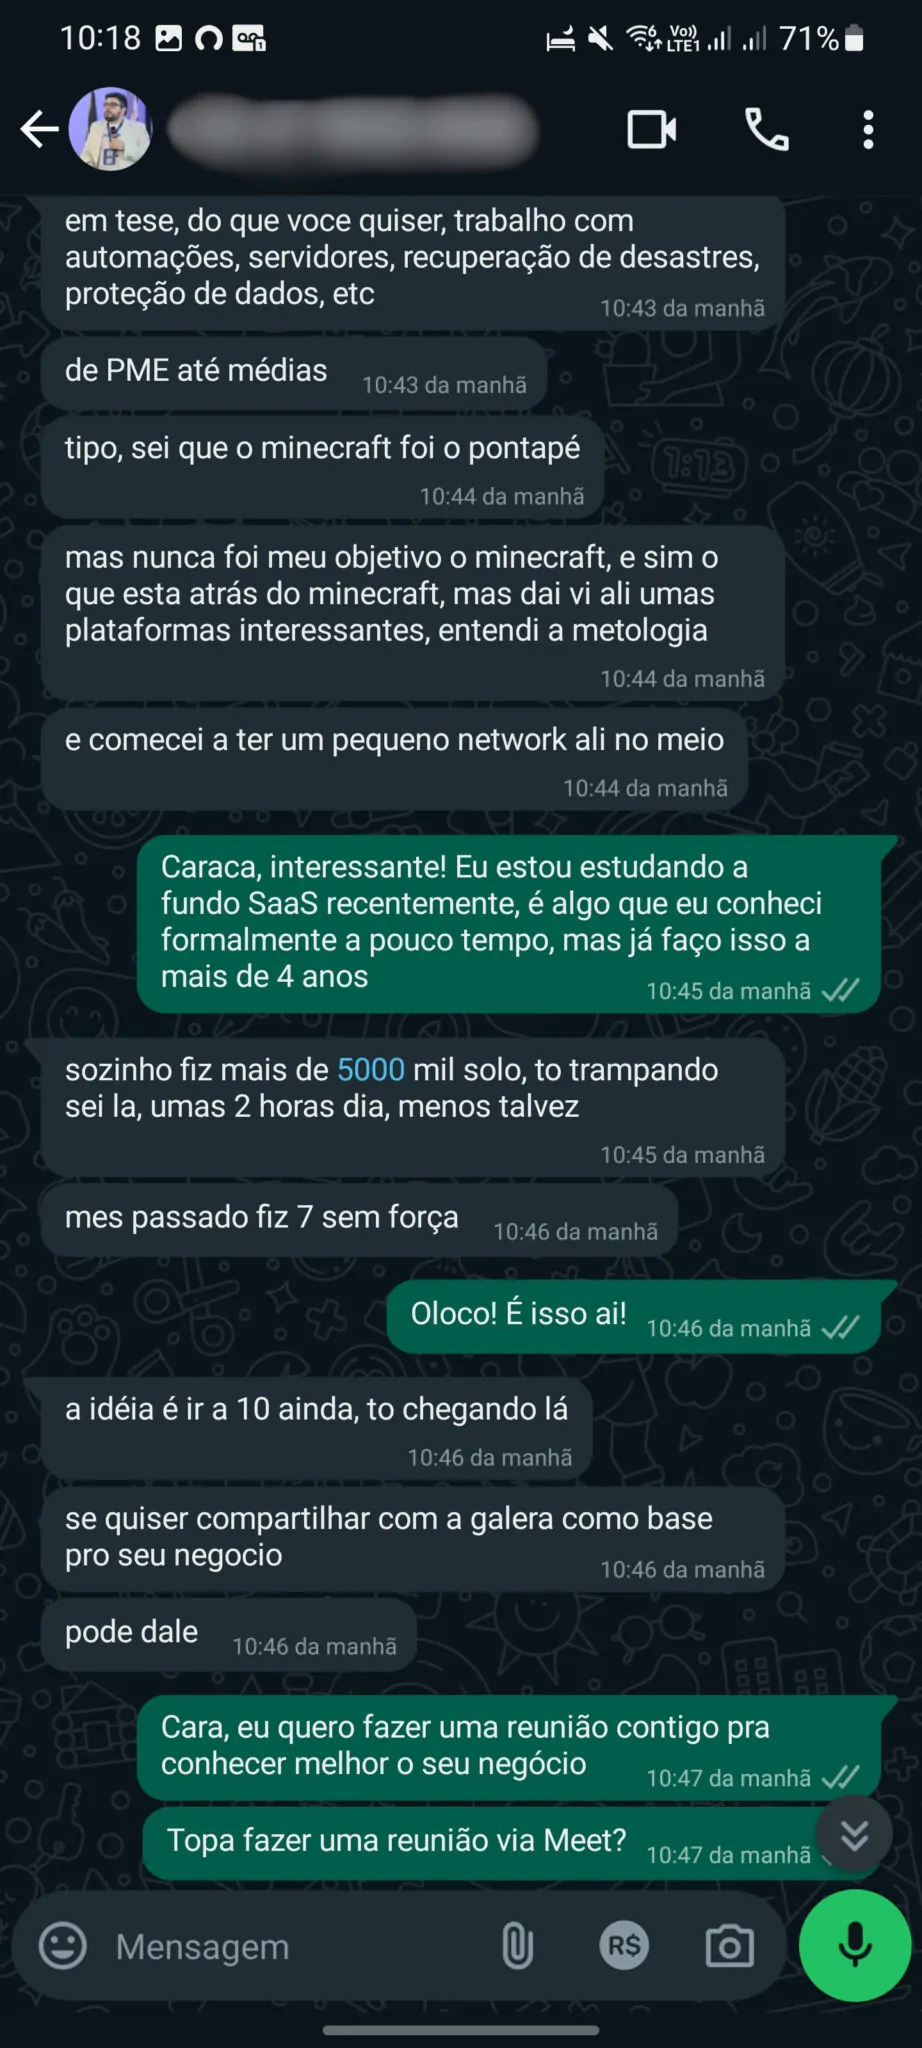 10:18
Vo))
LTE1
71%
em tese, do que voce quiser, trabalho com
automações, servidores, recuperação de desastres,
proteção de dados, etc
10:43 da manhã
de PME até médias
10:43 da manhã
tipo, sei que o minecraft foi o pontapé
10:44 da manhã
mas nunca foi meu objetivo o minecraft, e sim o
que esta atrás do minecraft, mas dai vi ali umas
plataformas interessantes, entendi a metologia
10:44 da manhã
e comecei a ter um pequeno network ali no meio
10:44 da manhã
Caraca, interessante! Eu estou estudando a
fundo SaaS recentemente, é algo que eu conheci
formalmente a pouco tempo, mas já faço isso a
mais de 4 anos
10:45 da manhã
sozinho fiz mais de 5000 mil solo, to trampando
sei la, umas 2 horas dia, menos talvez
10:45 da manhã
mes passado fiz 7 sem força
10:46 da manhã
Oloco! É isso ai!
10:46 da manhã
a idéia é ir a 10 ainda, to chegando lá
10:46 da manhã
se quiser compartilhar com a galera como base
pro seu negocio
10:46 da manhã
pode dale
10:46 da manhã
Cara, eu quero fazer uma reunião contigo pra
conhecer melhor o seu negócio
10:47 da manhã
Topa fazer uma reunião via Meet?
10:47 da manhã
Mensagem
R$